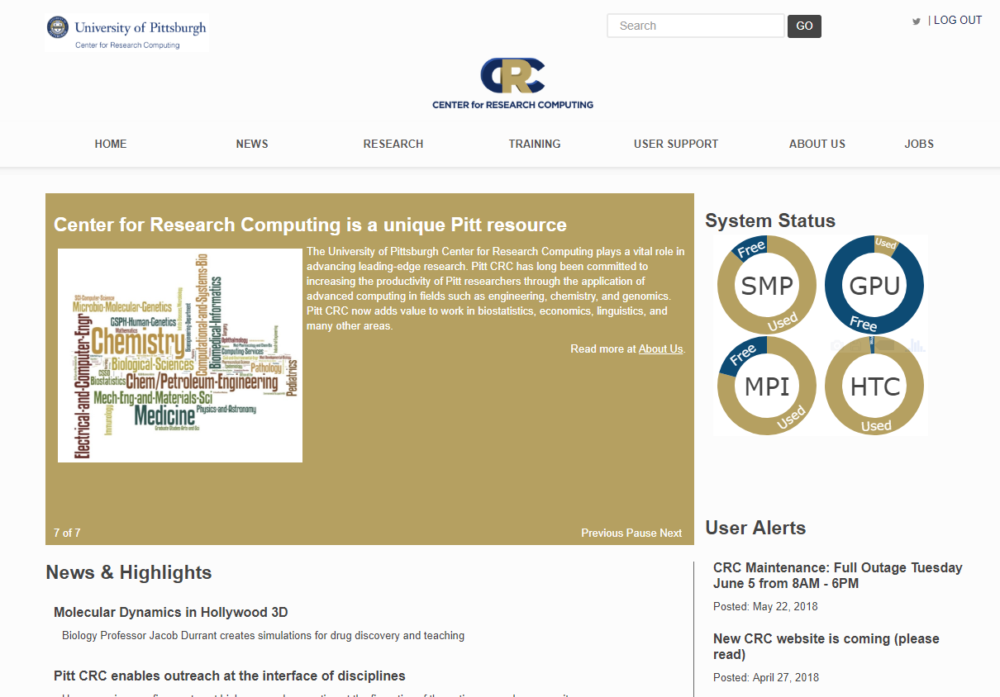 University of Pittsburgh
Center for Research Computing
Search
GO
| LOG OUT
CRC
CENTER for RESEARCH COMPUTING
HOME
NEWS
RESEARCH
TRAINING
USER SUPPORT
ABOUT US
JOBS
Center for Research Computing is a unique Pitt resource
The University of Pittsburgh Center for Research Computing plays a vital role in
advancing leading-edge research. Pitt CRC has long been committed to
increasing the productivity of Pitt researchers through the application of
advanced computing in fields such as engineering, chemistry, and genomics.
Pitt CRC now adds value to work in biostatistics, economics, linguistics, and
many other areas.
Read more at About Us.
SCI-Computer-Science
Micro-Molecular-Genetics
GSPH-Human-Genetics
Mathematics
Chemistry
Biological-Sciences
CSSD
Biostatistics
Chem/Petroleum-Engineering
Mech-Eng-and-Materials-Sci
Medicine
Physics-and-Astronomy
Immunology
Electrical-and-Computer-Engr
Computational-and-Systems-Bio
Biomedical-Informatics
Ophthalmology
Computing-Services
Pathology
Pediatrics
7 of 7
Previous Pause Next
System Status
Free
SMP
Used
Used
GPU
Free
Free
MPI
Used
HTC
Used
User Alerts
CRC Maintenance: Full Outage Tuesday
June 5 from 8AM - 6PM
Posted: May 22, 2018
New CRC website is coming (please
read)
Posted: April 27, 2018
News & Highlights
Molecular Dynamics in Hollywood 3D
Biology Professor Jacob Durrant creates simulations for drug discovery and teaching
Pitt CRC enables outreach at the interface of disciplines